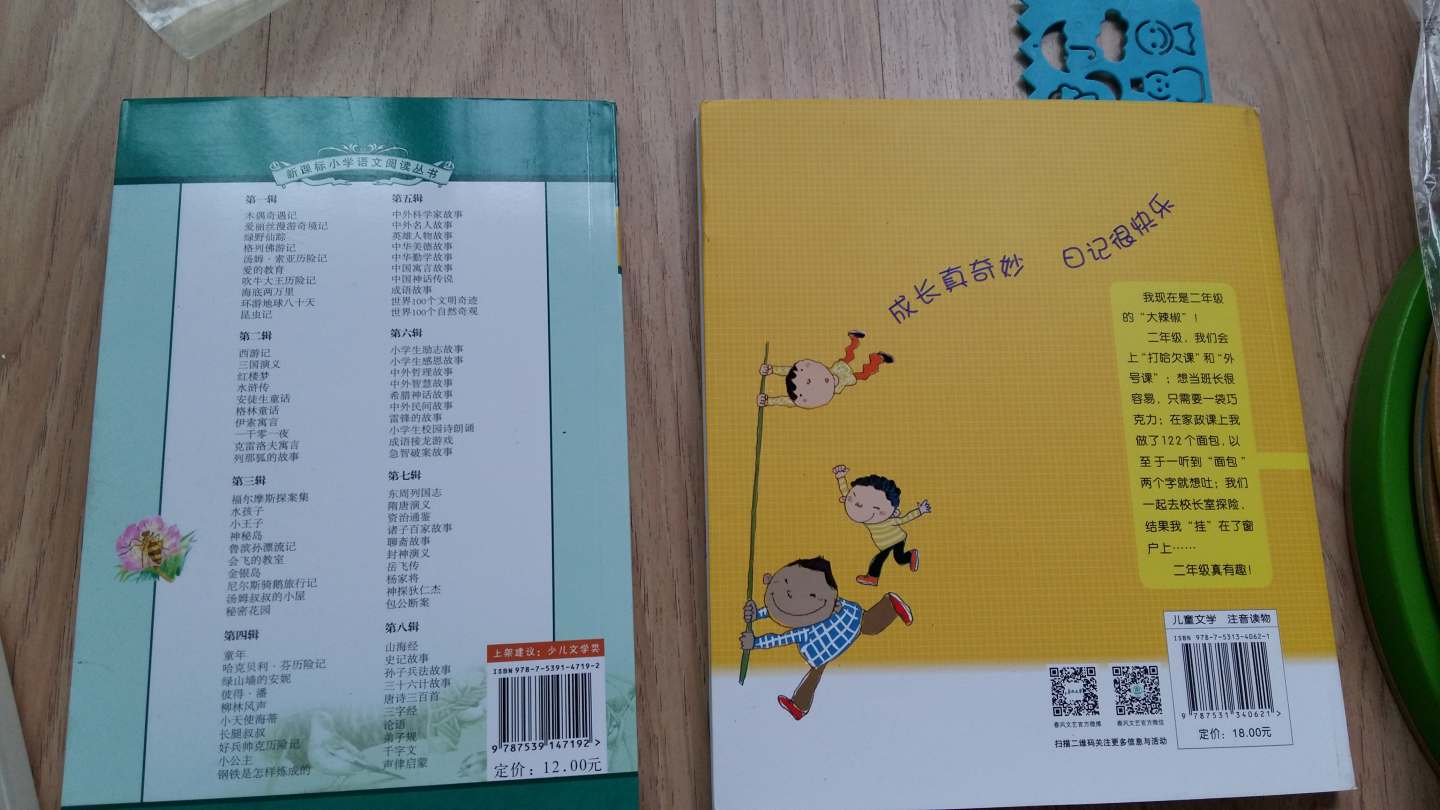 新课标小学语文阅读丛书
第一辑
木偶奇遇记
爱丽丝漫游奇境记
绿野仙踪
格列佛游记
汤姆·索亚历险记
爱的教育
吹牛大王历险记
海底两万里
环游地球八十天
昆虫记
第二辑
西游记
三国演义
红楼梦
水浒传
安徒生童话
格林童话
伊索寓言
一千零一夜
克雷洛夫寓言
列那狐的故事
第三辑
福尔摩斯探案集
水孩子
小王子
神秘岛
鲁滨孙漂流记
会飞的教室
金银岛
尼尔斯骑鹅旅行记
汤姆叔叔的小屋
秘密花园
第四辑
童年
哈克贝利·芬历险记
绿山墙的安妮
彼得·潘
柳林风声
小天使海蒂
长腿叔叔
好兵帅克历险记
小公主
钢铁是怎样炼成的
第五辑
中外科学家故事
中外名人故事
英雄人物故事
中华美德故事
中华勤学故事
中国寓言故事
中国神话传说
成语故事
世界100个文明奇迹
世界100个自然奇观
第六辑
小学生励志故事
小学生感恩故事
中外哲理故事
中外智慧故事
希腊神话故事
中外民间故事
雷锋的故事
小学生校园诗朗诵
成语接龙游戏
急智破案故事
第七辑
东周列国志
隋唐演义
资治通鉴
诸子百家故事
聊斋故事
封神演义
岳飞传
杨家将
神探狄仁杰
包公断案
第八辑
山海经
史记故事
孙子兵法故事
三十六计故事
唐诗三百首
三字经
论语
弟子规
千字文
声律启蒙
上架建议：少儿文学类
ISBN 978-7-5391-4719-2
9 787539 147192 >
定价：12.00元
成长真奇妙 日记很快乐
我现在是二年级
的“大辣椒”！
二年级，我们会
上“打哈欠课”和“外
号课”；想当班长很
容易，只需要一袋巧
克力；在家政课上我
做了122个面包，以
至于一听到“面包”
两个字就想吐；我们
一起去校长室探险，
结果我“挂”在了窗
户上……
二年级真有趣！
儿童文学 注音读物
ISBN 978-7-5313-4062-1
9 787531 340621 >
定价：18.00元
春风文艺官方微博
春风文艺官方微信
扫描二维码关注更多信息与活动